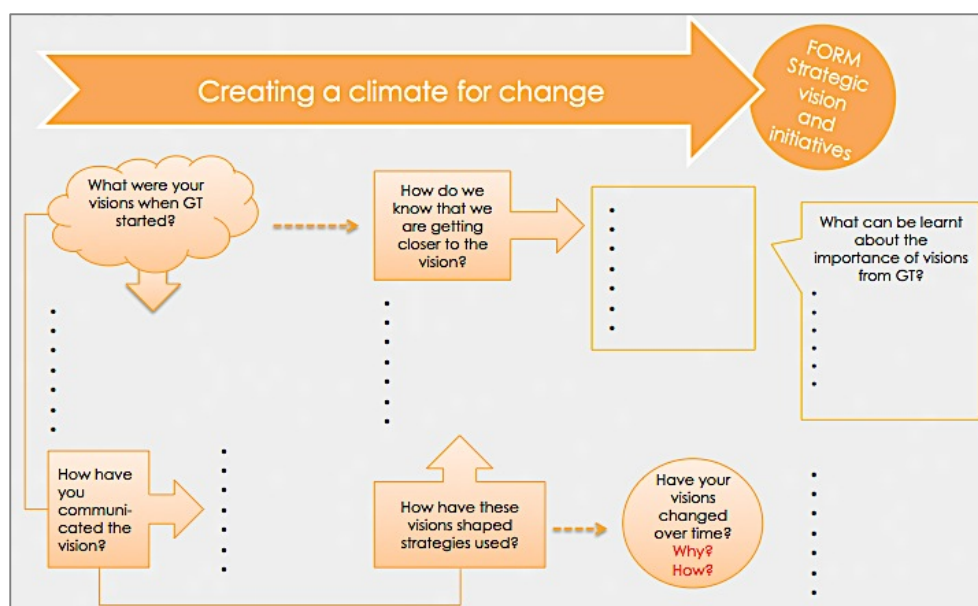 Creating a climate for change
FORM
Strategic
vision
and
initiatives
What were your
visions when GT
started?
How do we
know that we
are getting
closer to the
vision?
What can be learnt
about the
importance of visions
from GT?
How have
you
communi-
cated the
vision?
How have these
visions shaped
strategies used?
Have your
visions
changed
over time?
Why?
How?